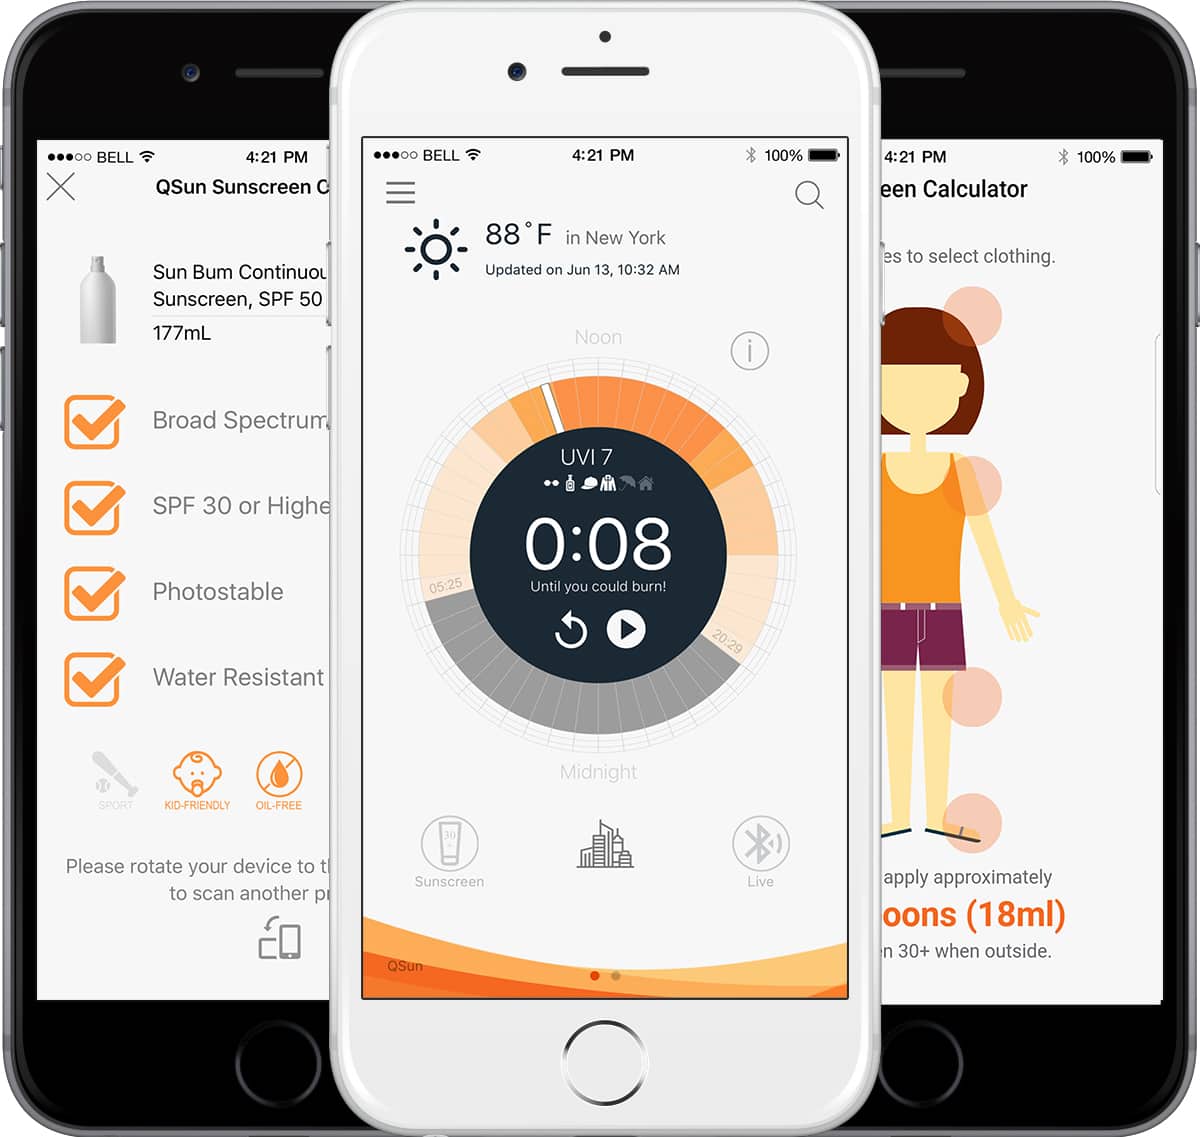 BELL
4:21 PM
QSun Sunscreen C
Sun Bum Continuou
Sunscreen, SPF 50
177mL
Broad Spectrum
SPF 30 or Highe
Photostable
Water Resistant
SPORT
KID-FRIENDLY
OIL-FREE
Please rotate your device to th
to scan another pr
BELL
4:21 PM
100%
88°F in New York
Updated on Jun 13, 10:32 AM
Noon
i
UVI 7
0:08
Until you could burn!
05:25
20:29
Midnight
30
+
Sunscreen
Live
QSun
4:21 PM
100%
een Calculator
es to select clothing.
apply approximately
oons (18ml)
n 30+ when outside.